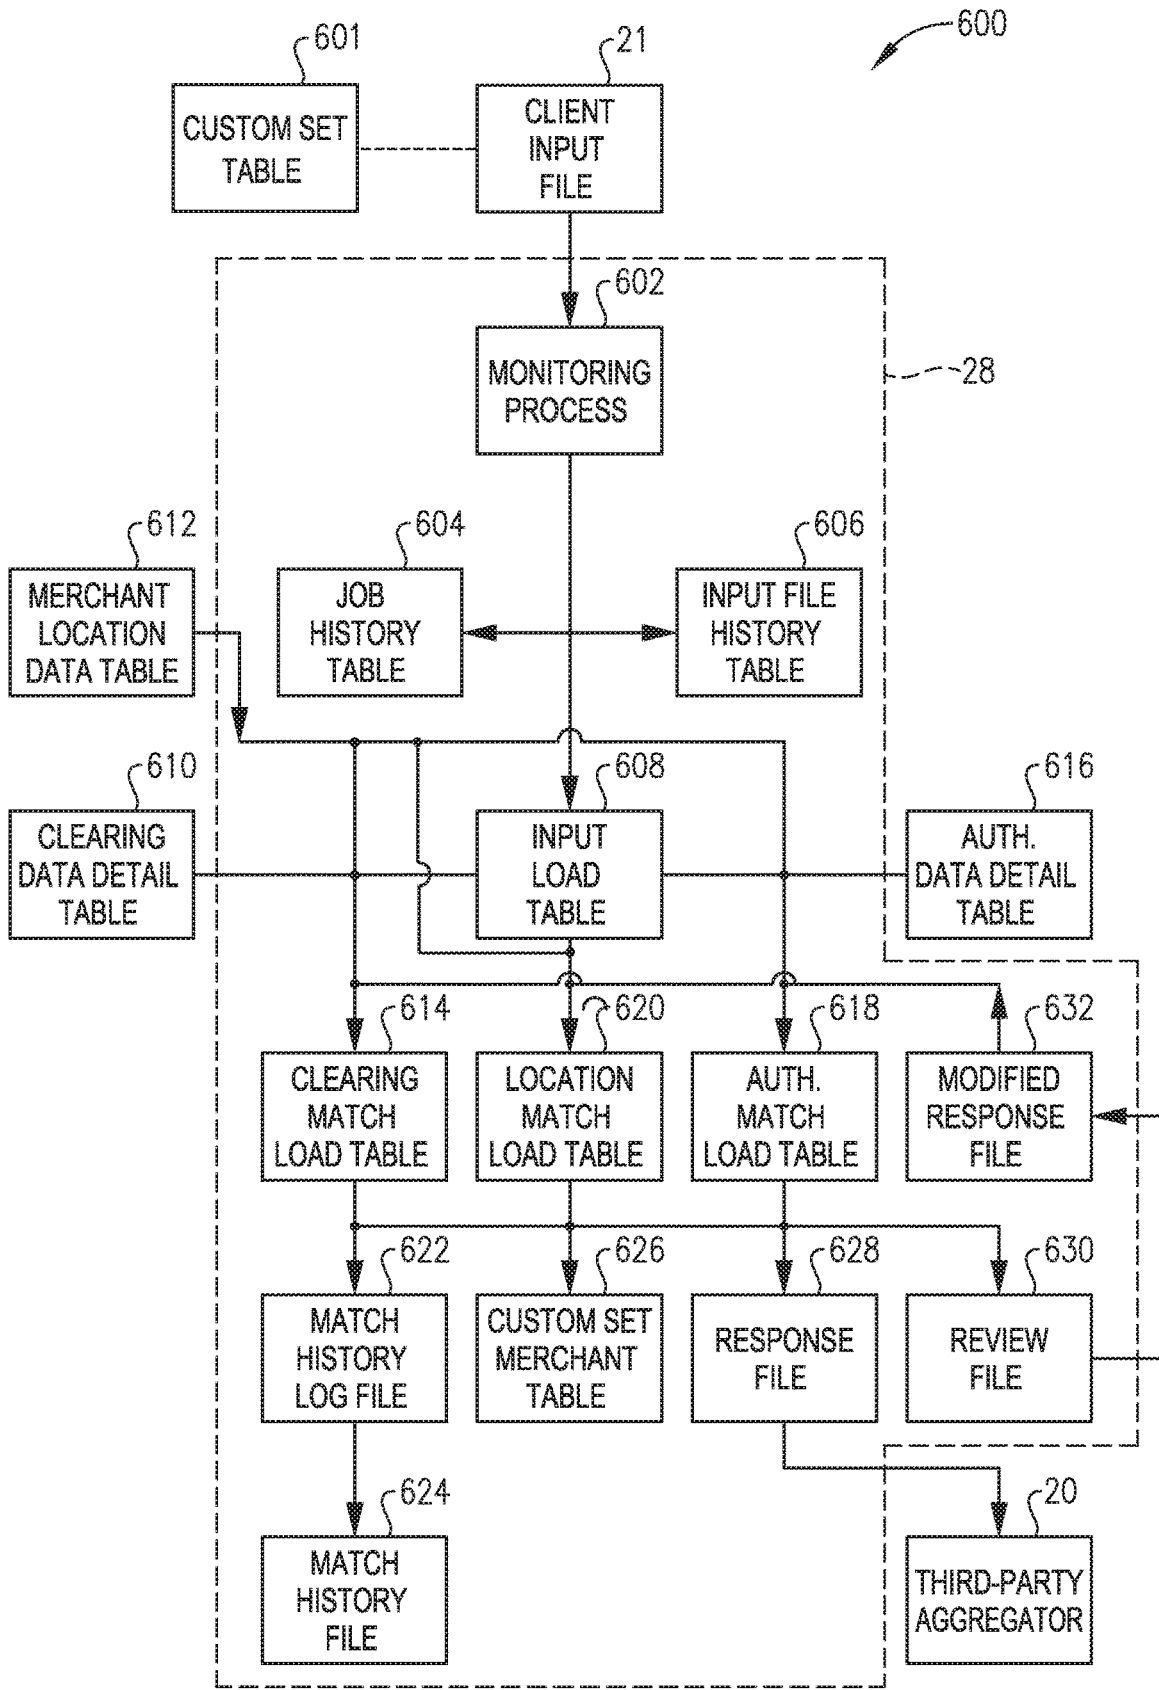 600
601
CUSTOM SET
TABLE
21
CLIENT
INPUT
FILE
602
MONITORING
PROCESS
28
612
MERCHANT
LOCATION
DATA TABLE
604
JOB
HISTORY
TABLE
606
INPUT FILE
HISTORY
TABLE
610
CLEARING
DATA DETAIL
TABLE
608
INPUT
LOAD
TABLE
616
AUTH.
DATA DETAIL
TABLE
614
CLEARING
MATCH
LOAD TABLE
620
LOCATION
MATCH
LOAD TABLE
618
AUTH.
MATCH
LOAD TABLE
632
MODIFIED
RESPONSE
FILE
622
MATCH
HISTORY
LOG FILE
626
CUSTOM SET
MERCHANT
TABLE
628
RESPONSE
FILE
630
REVIEW
FILE
624
MATCH
HISTORY
FILE
20
THIRD-PARTY
AGGREGATOR